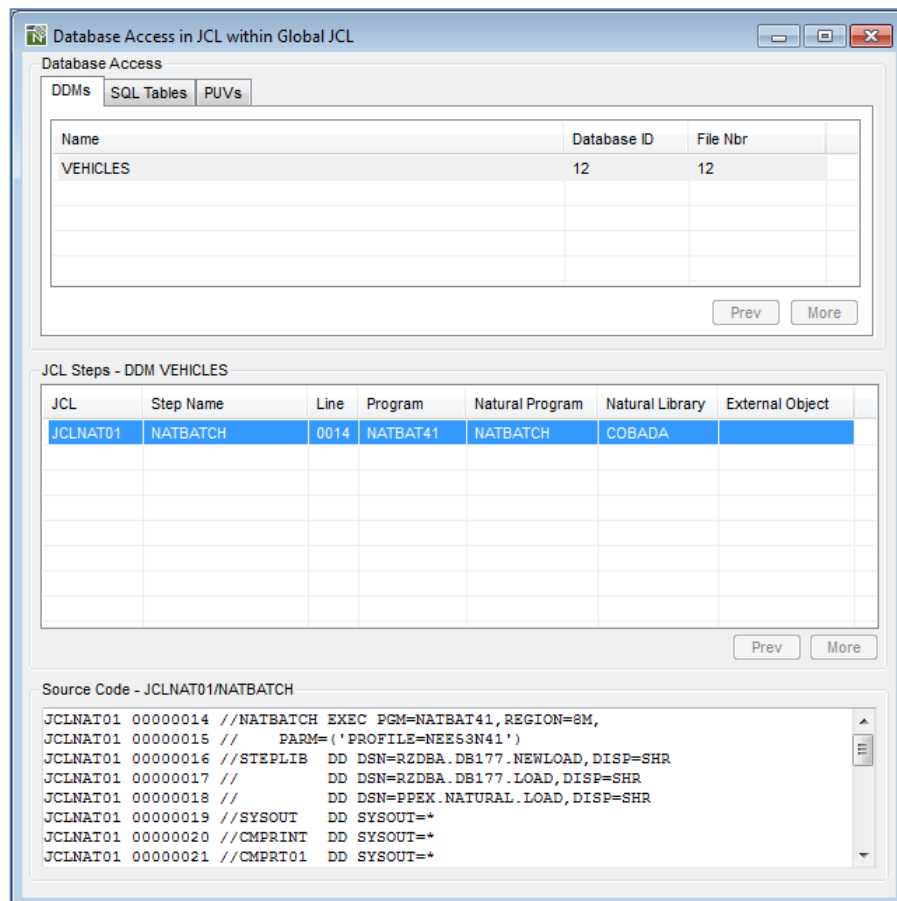 Database Access in JCL within Global JCL
Database Access
DDMs SQL Tables PUVs
Name Database ID File Nbr
VEHICLES 12 12
Prev More
JCL Steps - DDM VEHICLES
JCL Step Name Line Program Natural Program Natural Library External Object
JCLNAT01 NATBATCH 0014 NATBAT41 NATBATCH COBADA
Prev More
Source Code - JCLNAT01/NATBATCH
JCLNAT01 00000014 //NATBATCH EXEC PGM=NATBAT41,REGION=8M,
JCLNAT01 00000015 //    PARM=('PROFILE=NEE53N41')
JCLNAT01 00000016 //STEPLIB  DD DSN=RZDBA.DB177.NEWLOAD,DISP=SHR
JCLNAT01 00000017 //         DD DSN=RZDBA.DB177.LOAD,DISP=SHR
JCLNAT01 00000018 //         DD DSN=PPEX.NATURAL.LOAD,DISP=SHR
JCLNAT01 00000019 //SYSOUT   DD SYSOUT=*
JCLNAT01 00000020 //CMPRINT  DD SYSOUT=*
JCLNAT01 00000021 //CMPRT01  DD SYSOUT=*